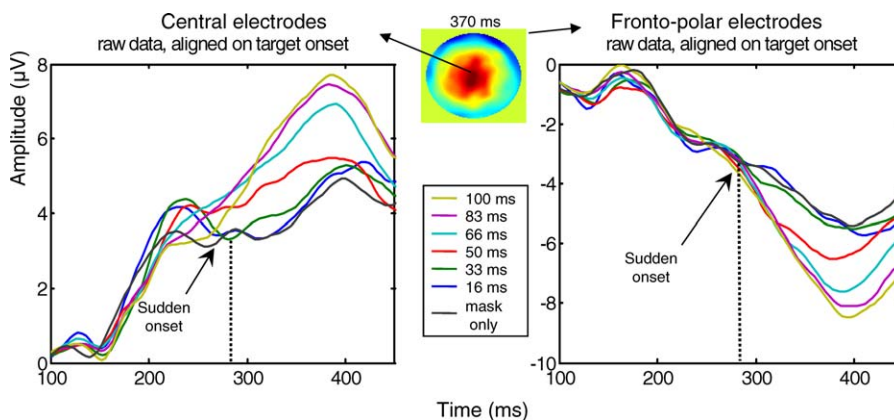 Central electrodes
raw data, aligned on target onset
370 ms
Fronto-polar electrodes
raw data, aligned on target onset
Amplitude (µV)
8
6
4
2
0
Sudden
onset
100
200
300
400
100 ms
83 ms
66 ms
50 ms
33 ms
16 ms
mask
only
0
-2
-4
-6
-8
-10
Sudden
onset
100
200
300
400
Time (ms)
Time (ms)